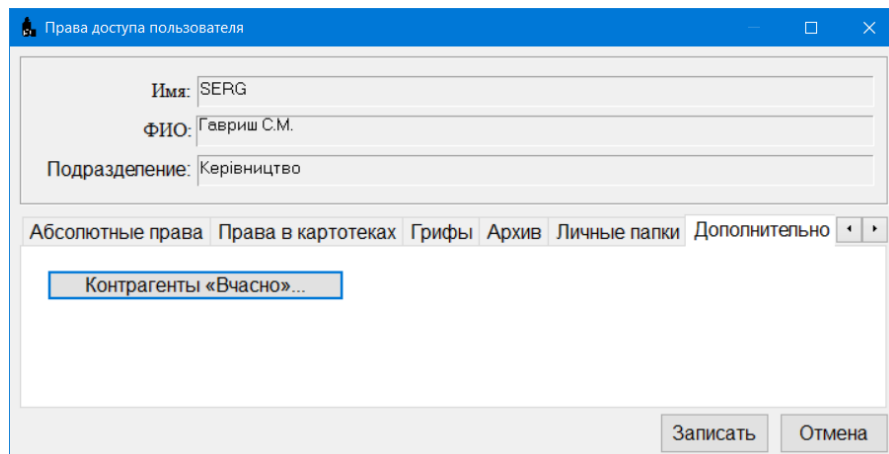 Права доступа пользователя
Имя: SERG
ФИО: Гавриш С.М.
Подразделение: Керівництво
Абсолютные права Права в картотеках Грифы Архив Личные папки Дополнительно
Контрагенты «Вчасно»...
Записать Отмена